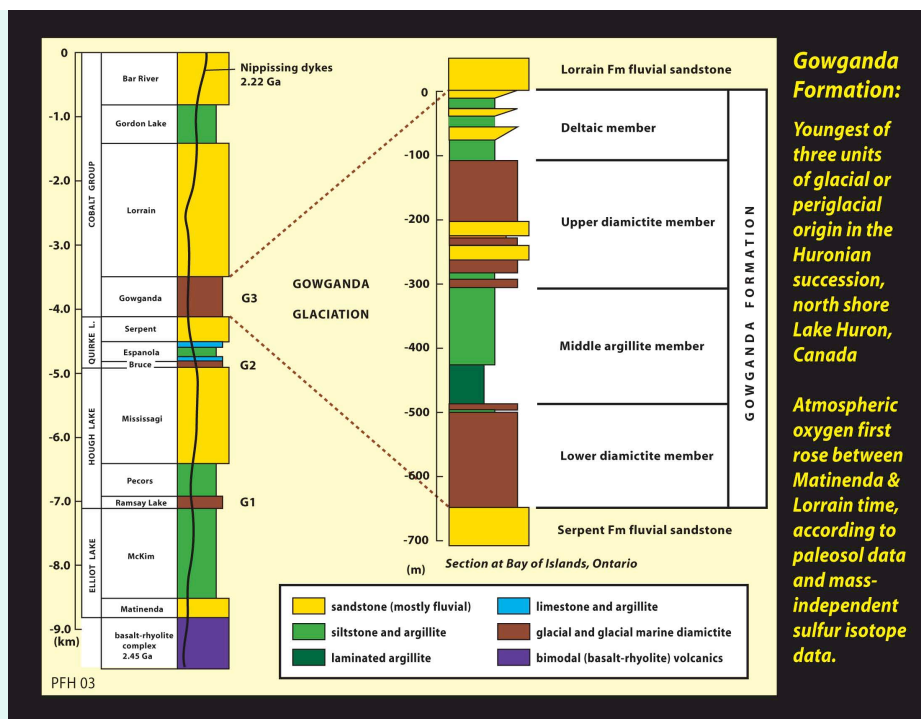 0
-1.0
-2.0
-3.0
-4.0
-5.0
-6.0
-7.0
-8.0
-9.0
(km)
COBALT GROUP
QUIRKE L.
HOUGH LAKE
ELLIOT LAKE
Bar River
Gordon Lake
Lorrain
Gowganda
Serpent
Espanola
Bruce
Mississagi
Pecors
Ramsay Lake
McKim
Matinenda
basalt-rhyolite
complex
2.45 Ga
Nippissing dykes
2.22 Ga
G3
G2
G1
GOWGANDA
GLACIATION
0
-100
-200
-300
-400
-500
-600
-700
(m)
Lorrain Fm fluvial sandstone
Deltaic member
Upper diamictite member
Middle argillite member
Lower diamictite member
Serpent Fm fluvial sandstone
GOWGANDA FORMATION
Section at Bay of Islands, Ontario
sandstone (mostly fluvial)
siltstone and argillite
laminated argillite
limestone and argillite
glacial and glacial marine diamictite
bimodal (basalt-rhyolite) volcanics
PFH 03
Gowganda
Formation:
Youngest of
three units
of glacial or
periglacial
origin in the
Huronian
succession,
north shore
Lake Huron,
Canada
Atmospheric
oxygen first
rose between
Matinenda &
Lorrain time,
according to
paleosol data
and mass-
independent
sulfur isotope
data.